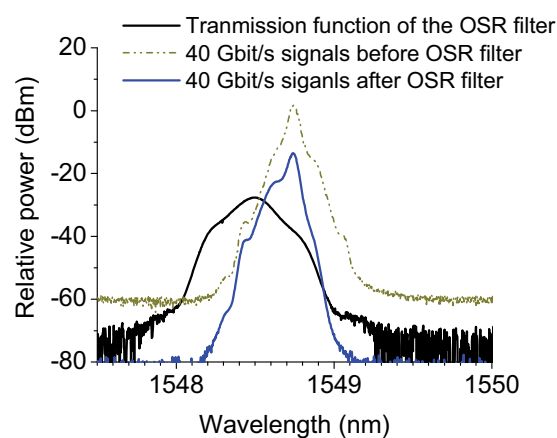 Tranmission function of the OSR filter
40 Gbit/s signals before OSR filter
40 Gbit/s siganls after OSR filter
Relative power (dBm)
20
0
-20
-40
-60
-80
1548
1549
1550
Wavelength (nm)